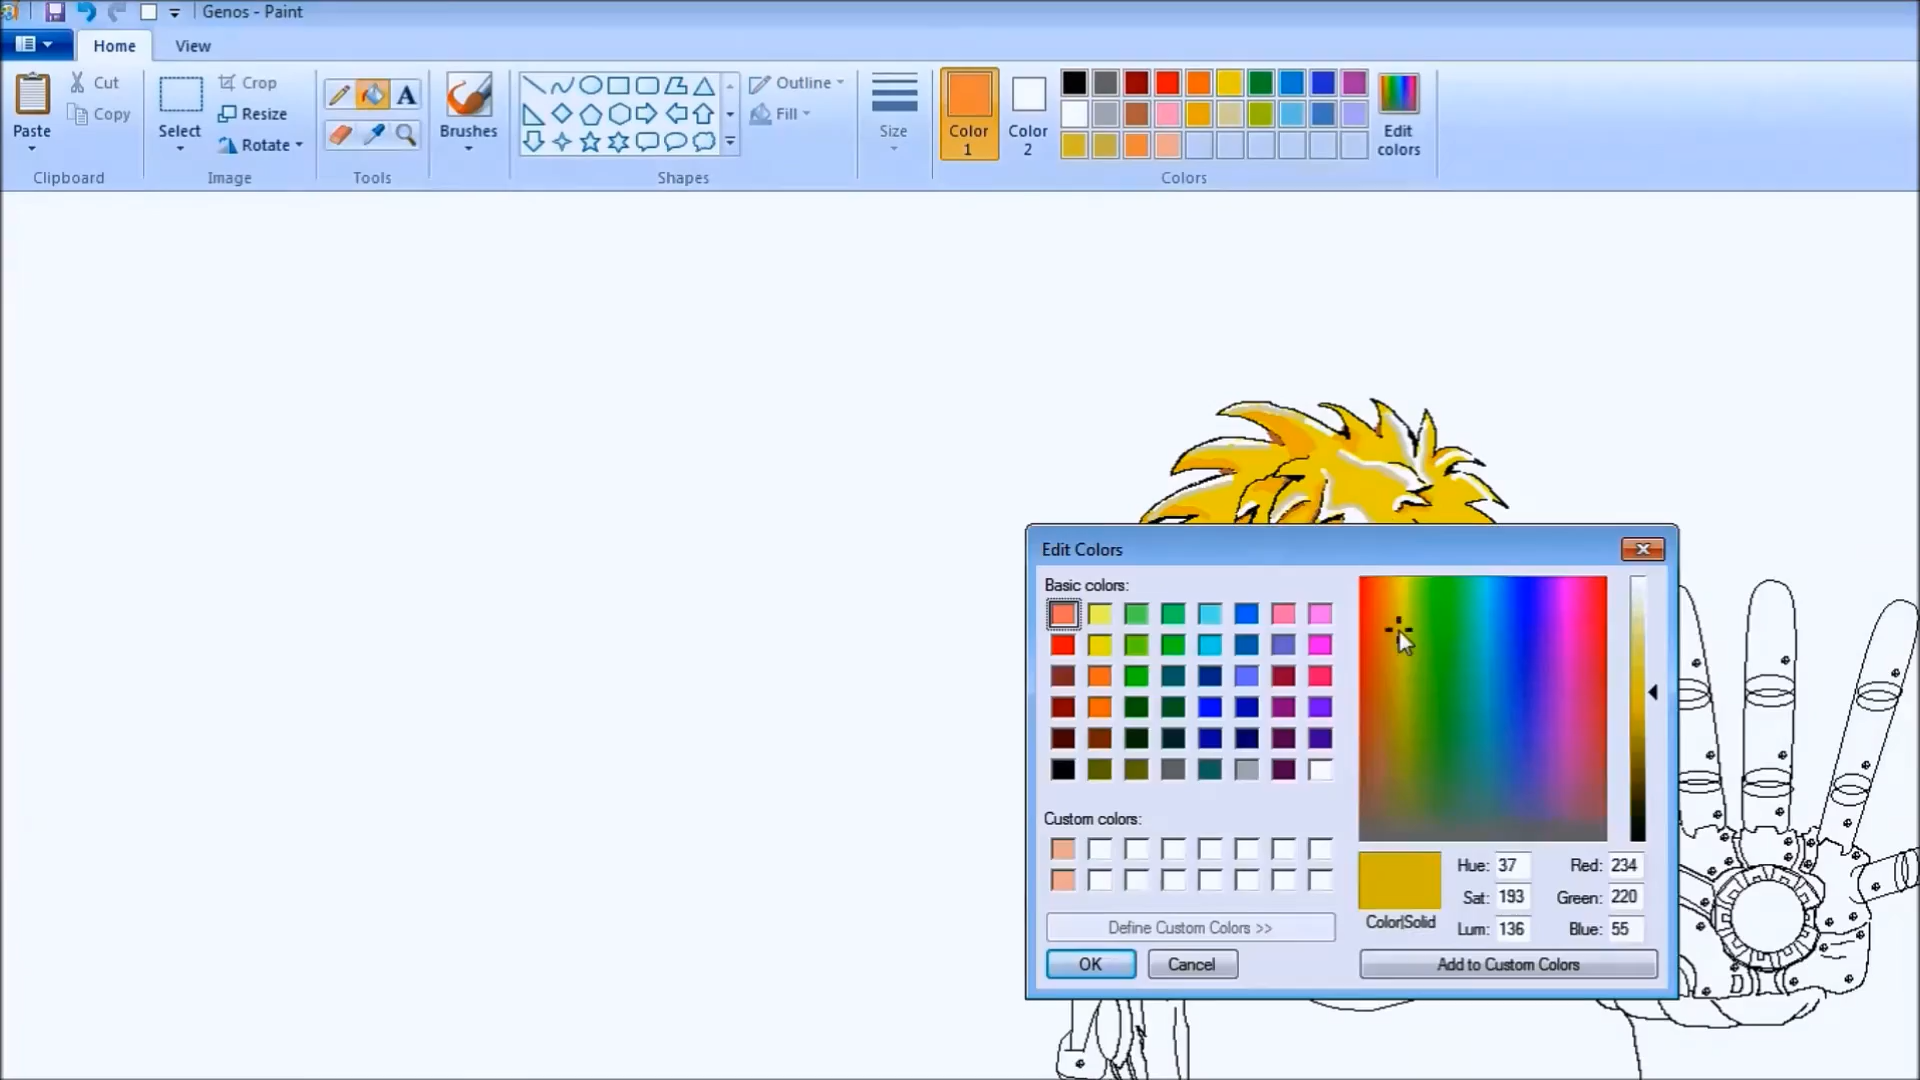 Genos - Paint
Home View
Paste
Cut
Copy
Clipboard
Select
Crop
Resize
Rotate
Image
A
Tools
Brushes
Shapes
Outline
Fill
Size
Color 1
Color 2
Edit colors
Colors
Edit Colors
Basic colors:
Custom colors:
Define Custom Colors >>
OK Cancel
Color|Solid
Hue: 37 Red: 234
Sat: 193 Green: 220
Lum: 136 Blue: 55
Add to Custom Colors